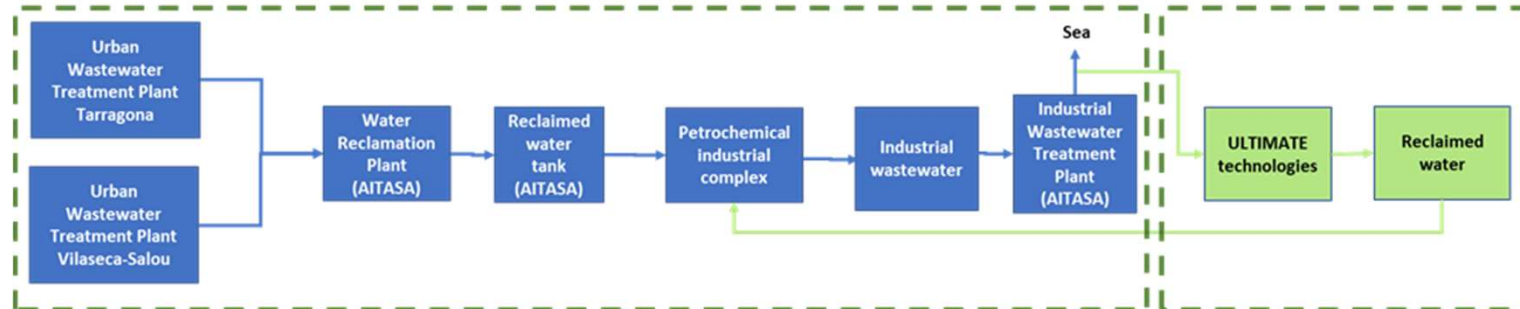 Urban
Wastewater
Treatment Plant
Tarragona
Urban
Wastewater
Treatment Plant
Vilaseca-Salou
Water
Reclamation
Plant
(AITASA)
Reclaimed
water
tank
(AITASA)
Petrochemical
industrial
complex
Industrial
wastewater
Sea
Industrial
Wastewater
Treatment
Plant
(AITASA)
ULTIMATE
technologies
Reclaimed
water